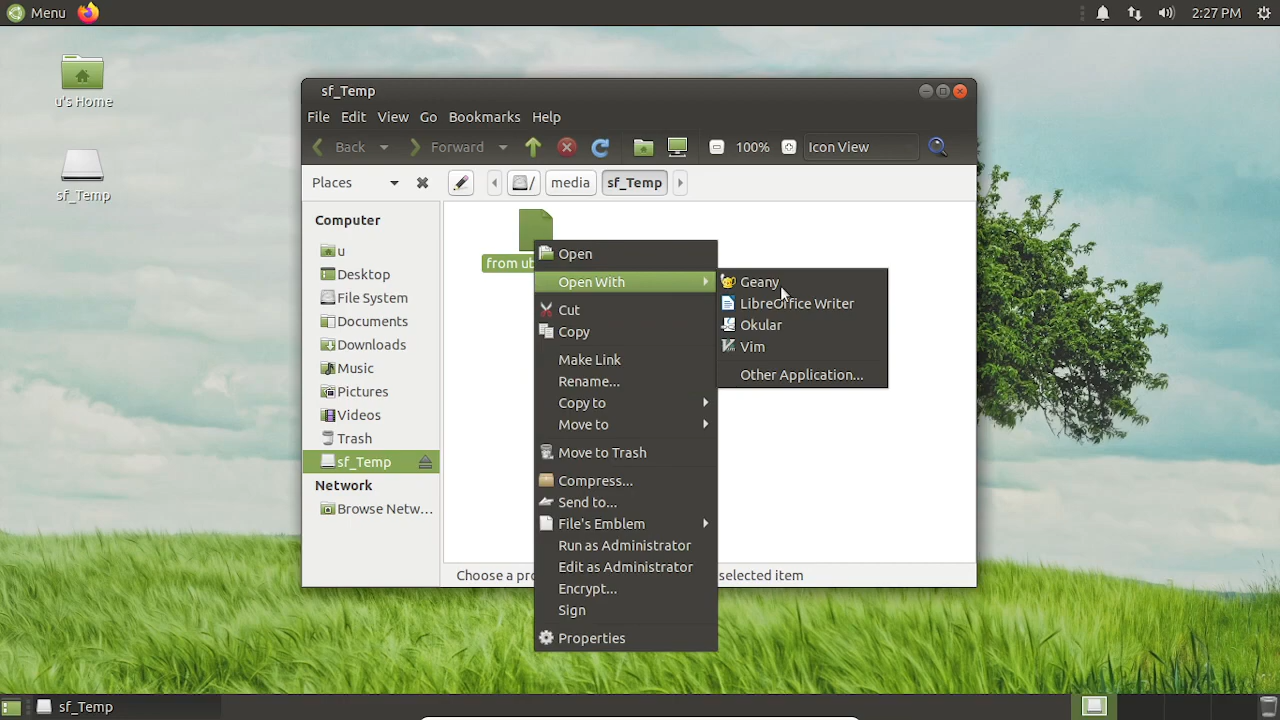 Menu
2:27 PM
u's Home
sf_Temp
sf_Temp
File Edit View Go Bookmarks Help
Back Forward 100% Icon View
Places / media sf_Temp
Computer
u
Desktop
File System
Documents
Downloads
Music
Pictures
Videos
Trash
sf_Temp
Network
Browse Netw...
from ub
Open
Open With
Cut
Copy
Make Link
Rename...
Copy to
Move to
Move to Trash
Compress...
Send to...
File's Emblem
Run as Administrator
Edit as Administrator
Encrypt...
Sign
Properties
Geany
LibreOffice Writer
Okular
Vim
Other Application...
Choose a pro selected item
sf_Temp